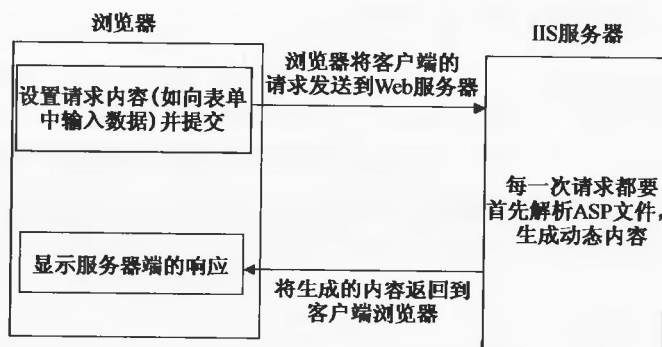 浏览器
IIS服务器
设置请求内容(如向表单
中输入数据)并提交
浏览器将客户端的
请求发送到Web服务器
每一次请求都要
首先解析ASP文件,
生成动态内容
显示服务器端的响应
将生成的内容返回到
客户端浏览器